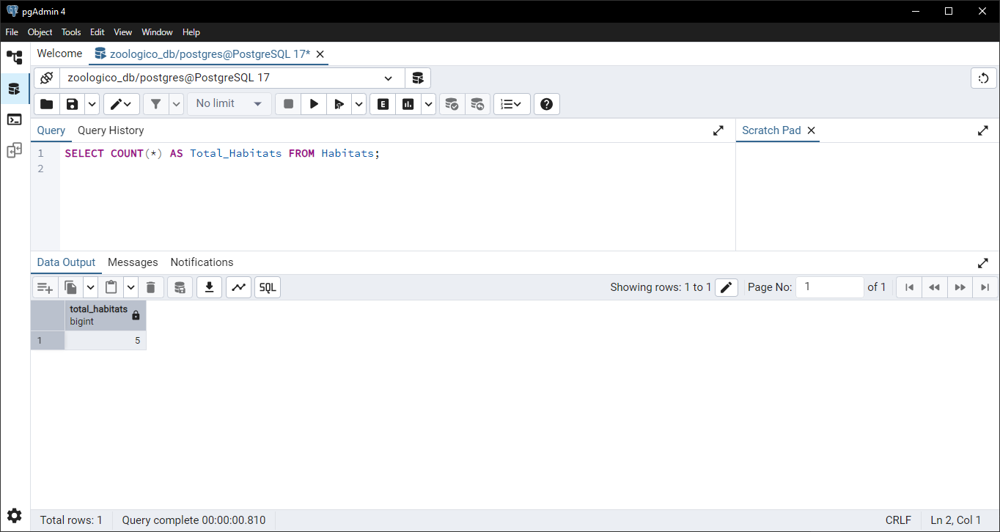 pgAdmin 4
File Object Tools Edit View Window Help
Welcome zoologico_db/postgres@PostgreSQL 17*
zoologico_db/postgres@PostgreSQL 17
No limit E
Query Query History Scratch Pad
1 SELECT COUNT(*) AS Total_Habitats FROM Habitats;
2
Data Output Messages Notifications
SQL Showing rows: 1 to 1 Page No: 1 of 1
total_habitats
bigint
1 5
Total rows: 1 Query complete 00:00:00.810 CRLF Ln 2, Col 1